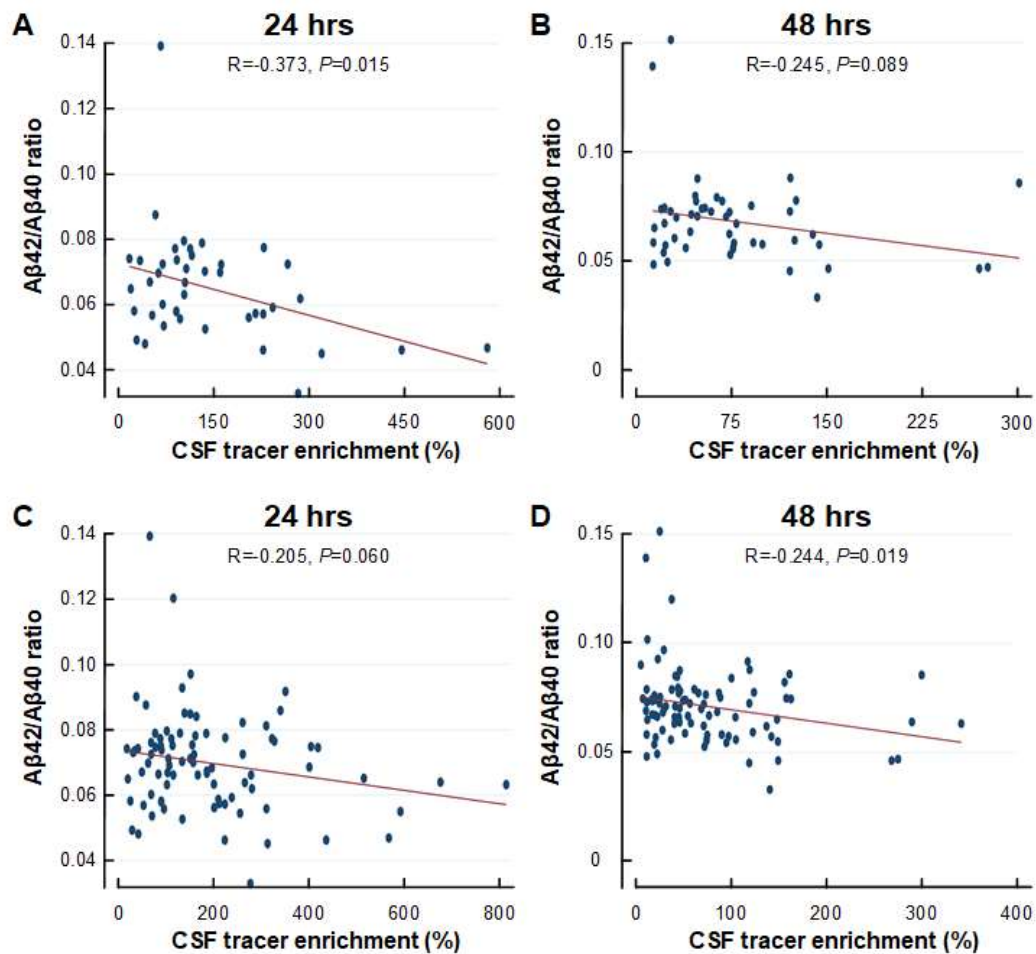 A
24 hrs
R=-0.373, P=0.015
0.14
0.12
0.10
0.08
0.06
0.04
Aβ42/Aβ40 ratio
0
150
300
450
600
CSF tracer enrichment (%)
B
48 hrs
R=-0.245, P=0.089
0.15
0.10
0.05
0
Aβ42/Aβ40 ratio
0
75
150
225
300
CSF tracer enrichment (%)
C
24 hrs
R=-0.205, P=0.060
0.14
0.12
0.10
0.08
0.06
0.04
Aβ42/Aβ40 ratio
0
200
400
600
800
CSF tracer enrichment (%)
D
48 hrs
R=-0.244, P=0.019
0.15
0.10
0.05
0
Aβ42/Aβ40 ratio
0
100
200
300
400
CSF tracer enrichment (%)